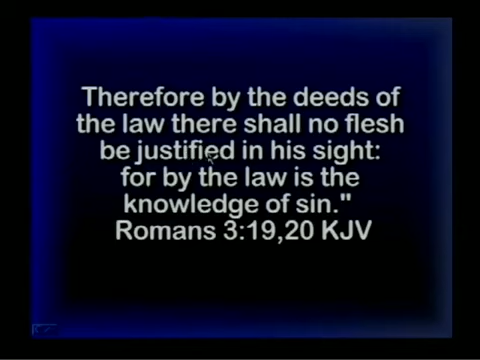 Therefore by the deeds of
the law there shall no flesh
be justified in his sight:
for by the law is the
knowledge of sin."
Romans 3:19,20 KJV